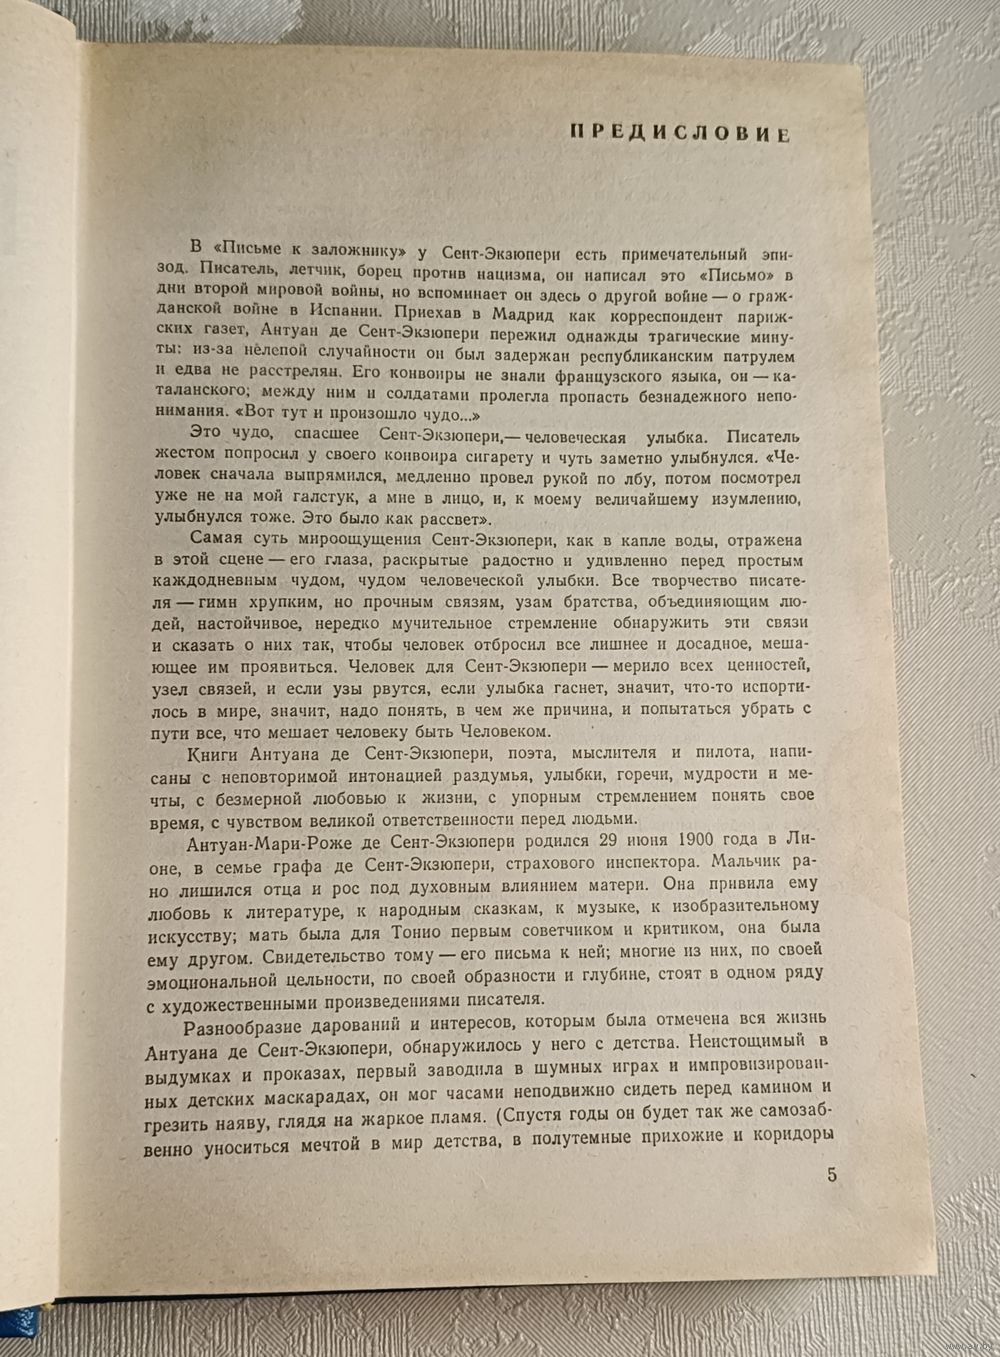 ПРЕДИСЛОВИЕ
В «Письме к заложнику» у Сент-Экзюпери есть примечательный эпи-
зод. Писатель, летчик, борец против нацизма, он написал это «Письмо» в
дни второй мировой войны, но вспоминает он здесь о другой войне — о граж-
данской войне в Испании. Приехав в Мадрид как корреспондент париж-
ских газет, Антуан де Сент-Экзюпери пережил однажды трагические мину-
ты: из-за нелепой случайности он был задержан республиканским патрулем
и едва не расстрелян. Его конвоиры не знали французского языка, он — ка-
таланского; между ним и солдатами пролегла пропасть безнадежного непо-
нимания. «Вот тут и произошло чудо...»
Это чудо, спасшее Сент-Экзюпери,— человеческая улыбка. Писатель
жестом попросил у своего конвоира сигарету и чуть заметно улыбнулся. «Че-
ловек сначала выпрямился, медленно провел рукой по лбу, потом посмотрел
уже не на мой галстук, а мне в лицо, и, к моему величайшему изумлению,
улыбнулся тоже. Это было как рассвет».
Самая суть мироощущения Сент-Экзюпери, как в капле воды, отражена
в этой сцене — его глаза, раскрытые радостно и удивленно перед простым
каждодневным чудом, чудом человеческой улыбки. Все творчество писате-
ля — гимн хрупким, но прочным связям, узам братства, объединяющим лю-
дей, настойчивое, нередко мучительное стремление обнаружить эти связи
и сказать о них так, чтобы человек отбросил все лишнее и досадное, меша-
ющее им проявиться. Человек для Сент-Экзюпери — мерило всех ценностей,
узел связей, и если узы рвутся, если улыбка гаснет, значит, что-то испорти-
лось в мире, значит, надо понять, в чем же причина, и попытаться убрать с
пути все, что мешает человеку быть Человеком.
Книги Антуана де Сент-Экзюпери, поэта, мыслителя и пилота, напи-
саны с неповторимой интонацией раздумья, улыбки, горечи, мудрости и ме-
чты, с безмерной любовью к жизни, с упорным стремлением понять свое
время, с чувством великой ответственности перед людьми.
Антуан-Мари-Роже де Сент-Экзюпери родился 29 июня 1900 года в Ли-
оне, в семье графа де Сент-Экзюпери, страхового инспектора. Мальчик ра-
но лишился отца и рос под духовным влиянием матери. Она привила ему
любовь к литературе, к народным сказкам, к музыке, к изобразительному
искусству; мать была для Тонио первым советчиком и критиком, она была
ему другом. Свидетельство тому — его письма к ней; многие из них, по своей
эмоциональной цельности, по своей образности и глубине, стоят в одном ряду
с художественными произведениями писателя.
Разнообразие дарований и интересов, которым была отмечена вся жизнь
Антуана де Сент-Экзюпери, обнаружилось у него с детства. Неистощимый в
выдумках и проказах, первый заводила в шумных играх и импровизирован-
ных детских маскарадах, он мог часами неподвижно сидеть перед камином и
грезить наяву, глядя на жаркое пламя. (Спустя годы он будет так же самозаб-
венно уноситься мечтой в мир детства, в полутемные прихожие и коридоры
5